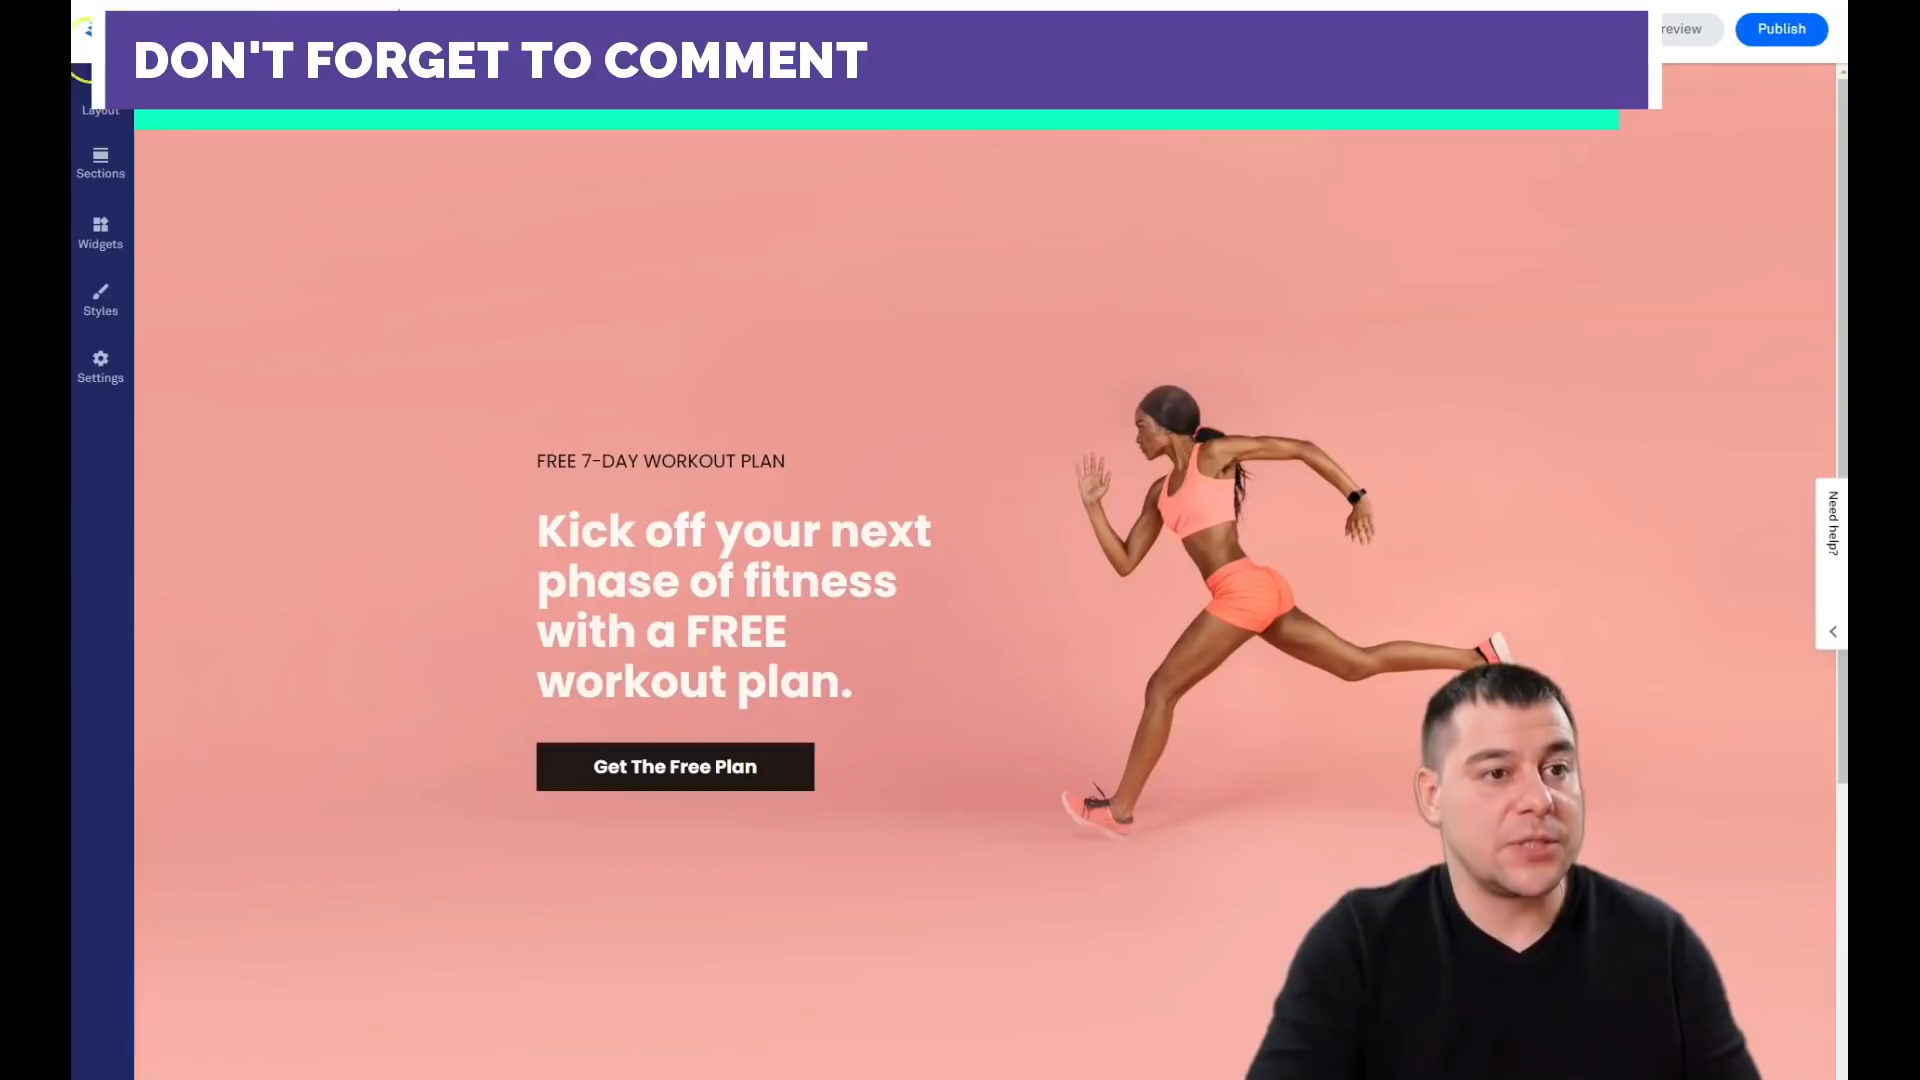 DON'T FORGET TO COMMENT
review
Publish
Layout
Sections
Widgets
Styles
Settings
FREE 7-DAY WORKOUT PLAN
Kick off your next
phase of fitness
with a FREE
workout plan.
Get The Free Plan
Need help?